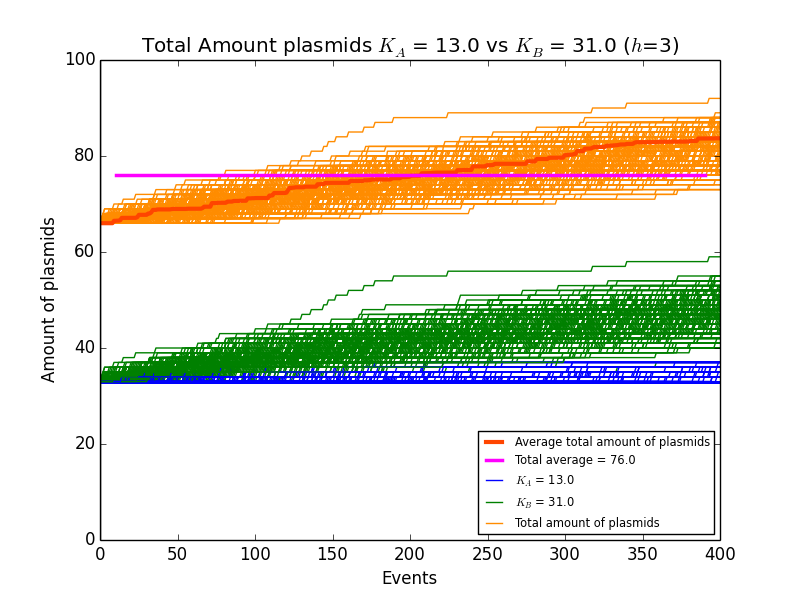 Total Amount plasmids K_A = 13.0 vs K_B = 31.0 (h=3)
100
80
60
40
20
0
Amount of plasmids
0 50 100 150 200 250 300 350 400
Events
Average total amount of plasmids
Total average = 76.0
K_A = 13.0
K_B = 31.0
Total amount of plasmids